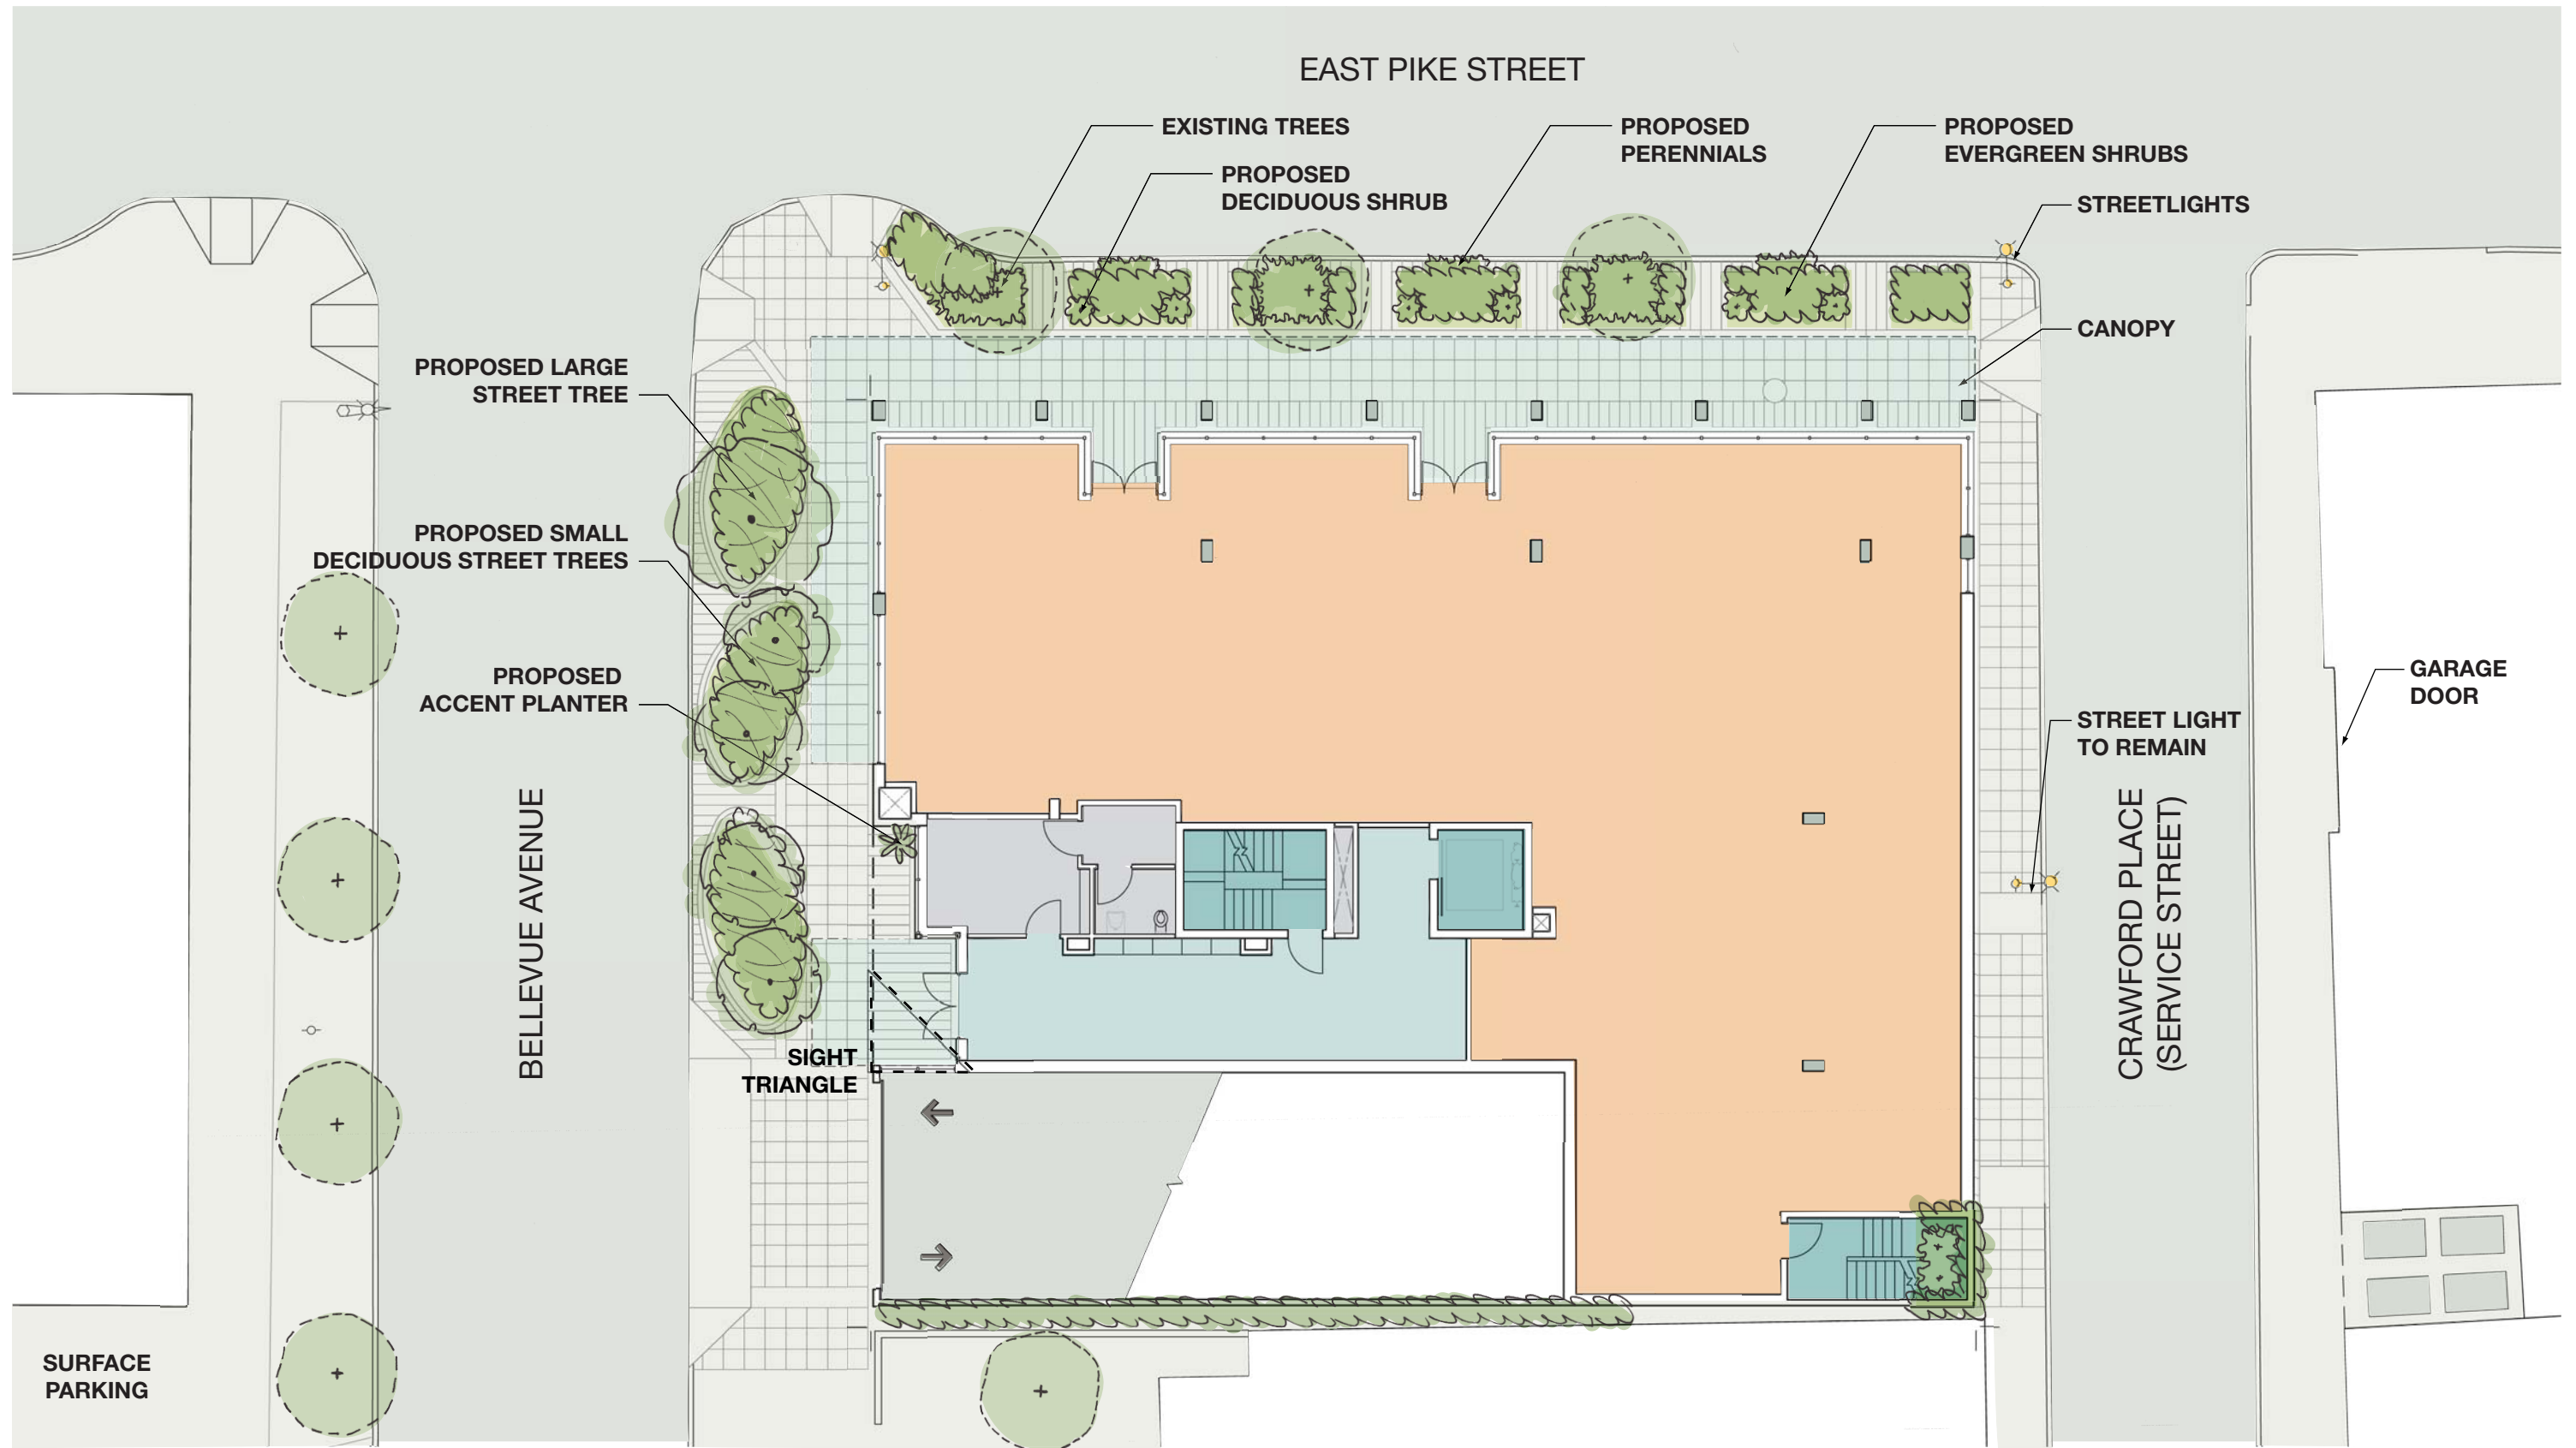 EAST PIKE STREET
EXISTING TREES
PROPOSED
DECIDUOUS SHRUB
PROPOSED
PERENNIALS
PROPOSED
EVERGREEN SHRUBS
STREETLIGHTS
CANOPY
PROPOSED LARGE
STREET TREE
PROPOSED SMALL
DECIDUOUS STREET TREES
PROPOSED
ACCENT PLANTER
GARAGE
DOOR
STREET LIGHT
TO REMAIN
BELLEVUE AVENUE
CRAWFORD PLACE
(SERVICE STREET)
SIGHT
TRIANGLE
SURFACE
PARKING